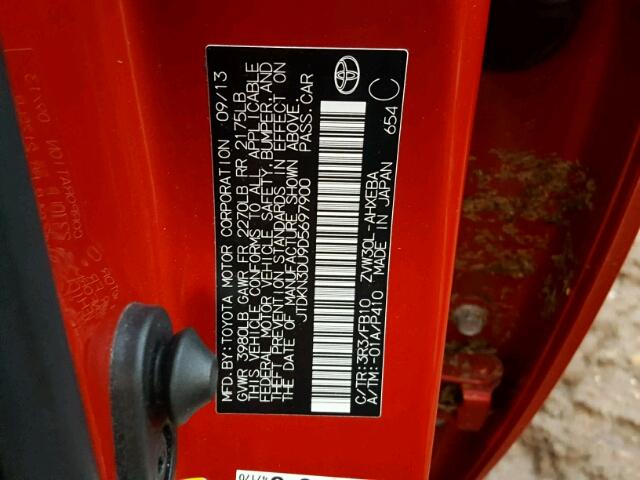 MFD. BY: TOYOTA MOTOR CORPORATION 09/13
GVWR 3980LB GAWR FR 2270LB RR 2175LB
THIS VEHICLE CONFORMS TO ALL APPLICABLE
FEDERAL MOTOR VEHICLE SAFETY, BUMPER, AND
THEFT PREVENTION STANDARDS IN EFFECT ON
THE DATE OF MANUFACTURE SHOWN ABOVE.
JTDKN3DU9D5697900 PASS. CAR
C/TR: 3R3/FB10 ZVW30L-AHXEBA 654 C
A/TM: -01A/P410 MADE IN JAPAN